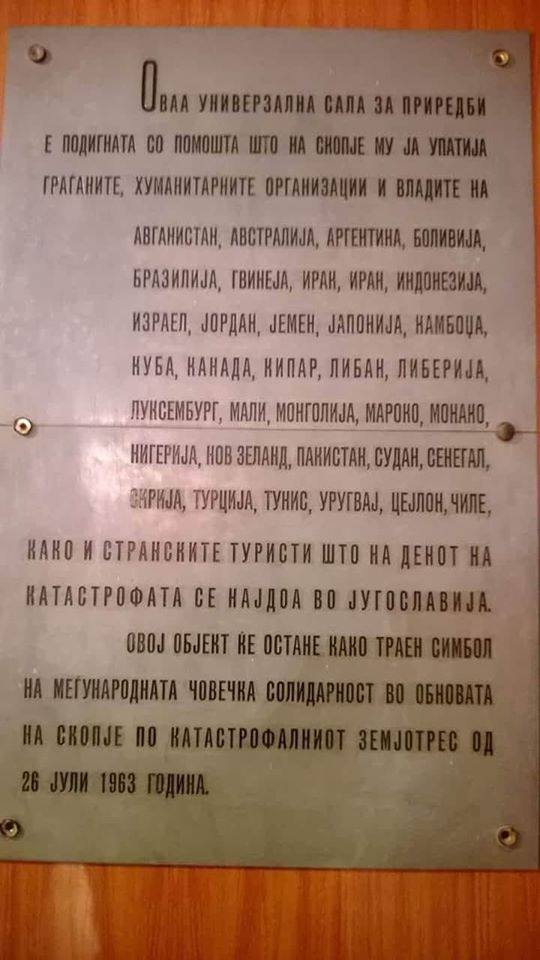 ОВАА УНИВЕРЗАЛНА САЛА ЗА ПРИРЕДБИ
Е ПОДИГНАТА СО ПОМОШТА ШТО НА СКОПЈЕ МУ ЈА УПАТИЈА
ГРАЃАНИТЕ, ХУМАНИТАРНИТЕ ОРГАНИЗАЦИИ И ВЛАДИТЕ НА
АВГАНИСТАН, АВСТРАЛИЈА, АРГЕНТИНА, БОЛИВИЈА,
БРАЗИЛИЈА, ГВИНЕЈА, ИРАН, ИРАН, ИНДОНЕЗИЈА,
ИЗРАЕЛ, ЈОРДАН, ЈЕМЕН, ЈАПОНИЈА, КАМБОЏА,
КУБА, КАНАДА, КИПАР, ЛИБАН, ЛИБЕРИЈА,
ЛУКСЕМБУРГ, МАЛИ, МОНГОЛИЈА, МАРОКО, МОНАКО,
НИГЕРИЈА, НОВ ЗЕЛАНД, ПАКИСТАН, СУДАН, СЕНЕГАЛ,
СИРИЈА, ТУРЦИЈА, ТУНИС, УРУГВАЈ, ЦЕЈЛОН, ЧИЛЕ,
КАКО И СТРАНСКИТЕ ТУРИСТИ ШТО НА ДЕНОТ НА
КАТАСТРОФАТА СЕ НАЈДОА ВО ЈУГОСЛАВИЈА.
ОВОЈ ОБЈЕКТ ЌЕ ОСТАНЕ КАКО ТРАЕН СИМБОЛ
НА МЕЃУНАРОДНАТА ЧОВЕЧКА СОЛИДАРНОСТ ВО ОБНОВАТА
НА СКОПЈЕ ПО КАТАСТРОФАЛНИОТ ЗЕМЈОТРЕС ОД
26 ЈУЛИ 1963 ГОДИНА.